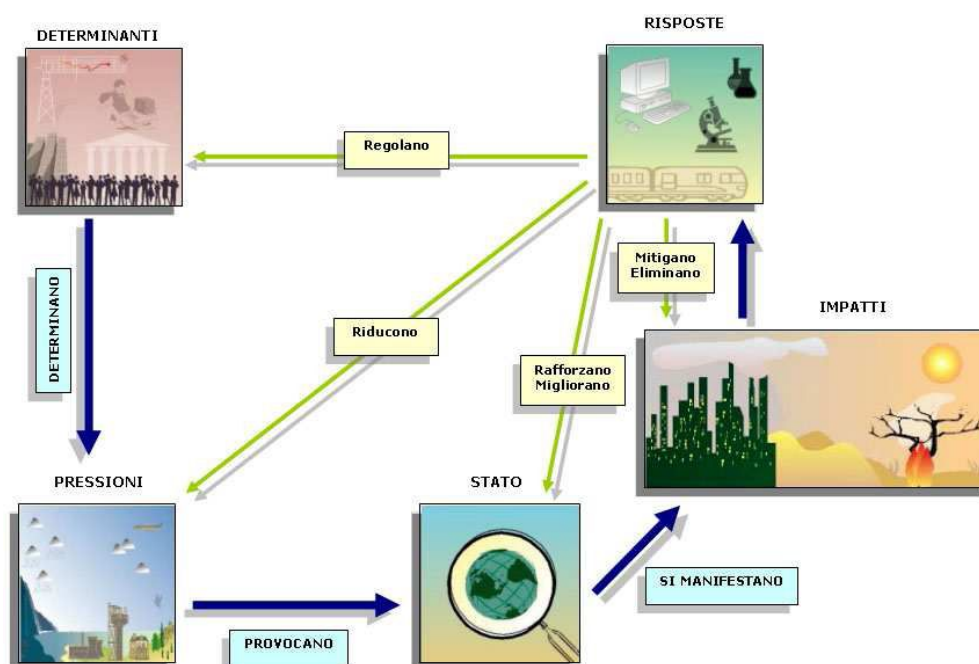 RISPOSTE
DETERMINANTI
Regolano
Mitigano
Eliminano
DETERMINANO
IMPATTI
Riducono
Rafforzano
Migliorano
PRESSIONI
STATO
SI MANIFESTANO
PROVOCANO